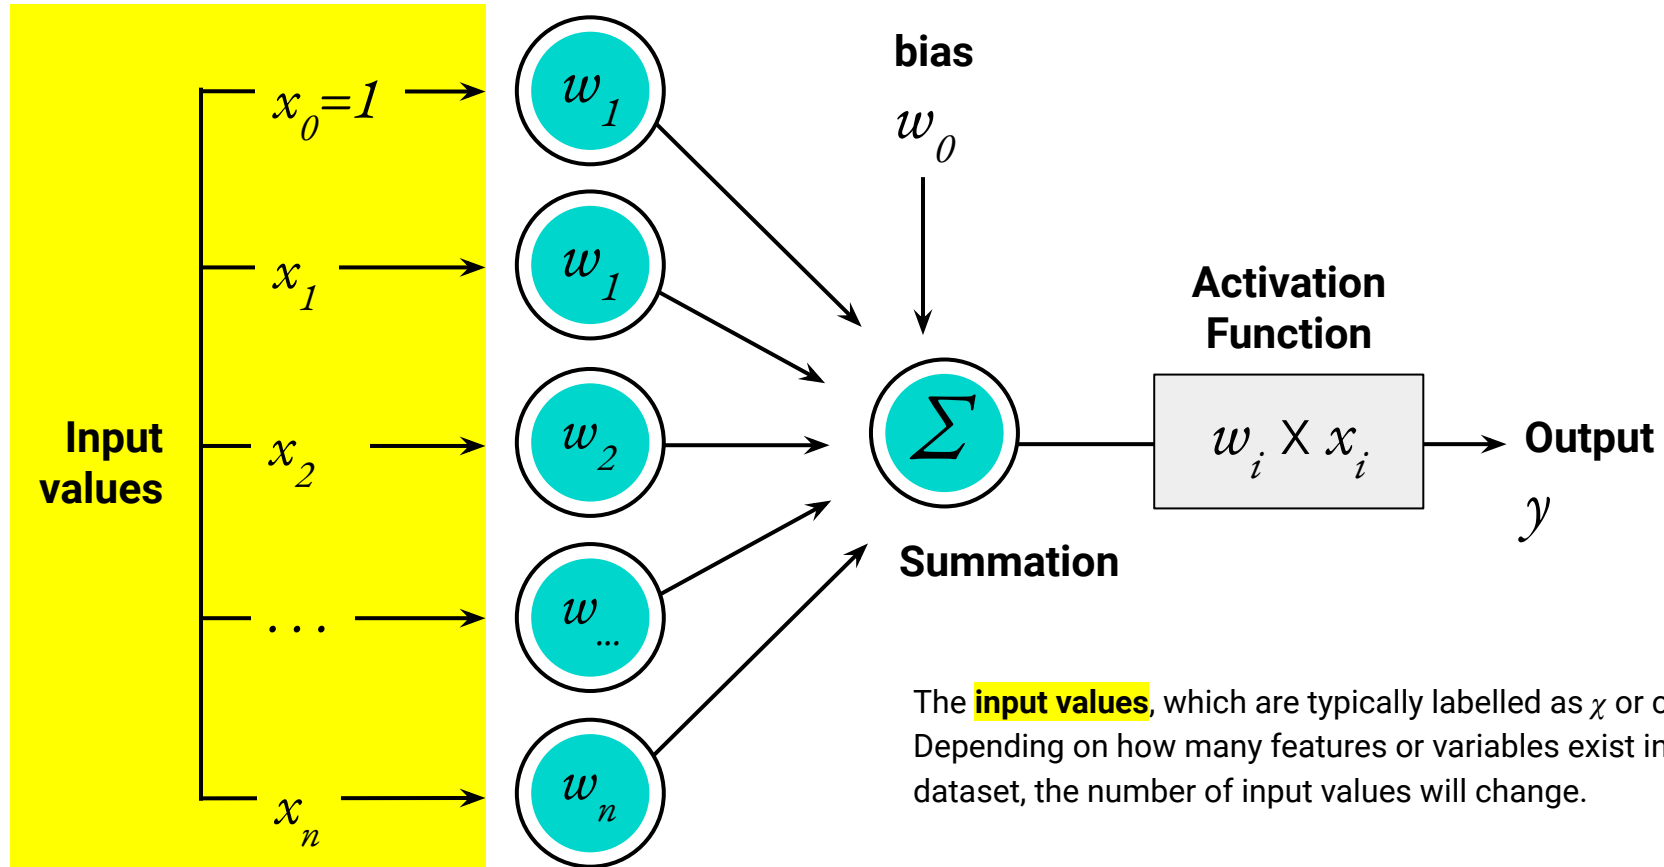 bias
w0
x0=1
w1
x1
w1
Activation
Function
Input
values
x2
w2
Σ
wi X xi
Output
y
Summation
...
w...
xn
wn
The input values, which are typically labelled as χ or
Depending on how many features or variables exist in
dataset, the number of input values will change.